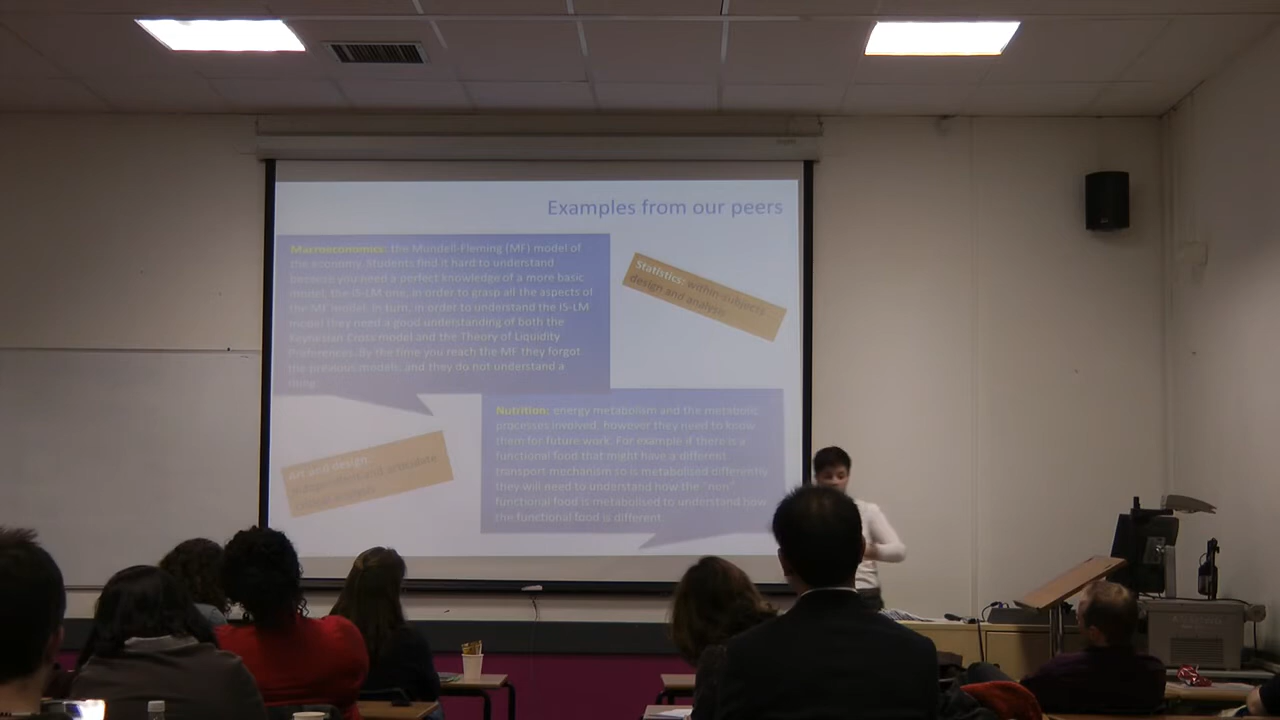 Examples from our peers
Macroeconomics: the Mundell-Fleming (MF) model of
the economy. Students find it hard to understand
because you need a perfect knowledge of a more basic
model, the IS-LM one, in order to grasp all the aspects of
the MF model. In turn, in order to understand the IS-LM
model they need a good understanding of both the
Keynesian Cross model and the Theory of Liquidity
Preferences. By the time you reach the MF they forgot
the previous models and they do not understand a
thing.
Statistics: within-subjects
design and analysis
Nutrition: energy metabolism and the metabolic
processes involved, however they need to know
them for future work. For example if there is a
functional food that might have a different
transport mechanism so is metabolised differently
they will need to understand how the "non"
functional food is metabolised to understand how
the functional food is different.
Art and design:
and articulate